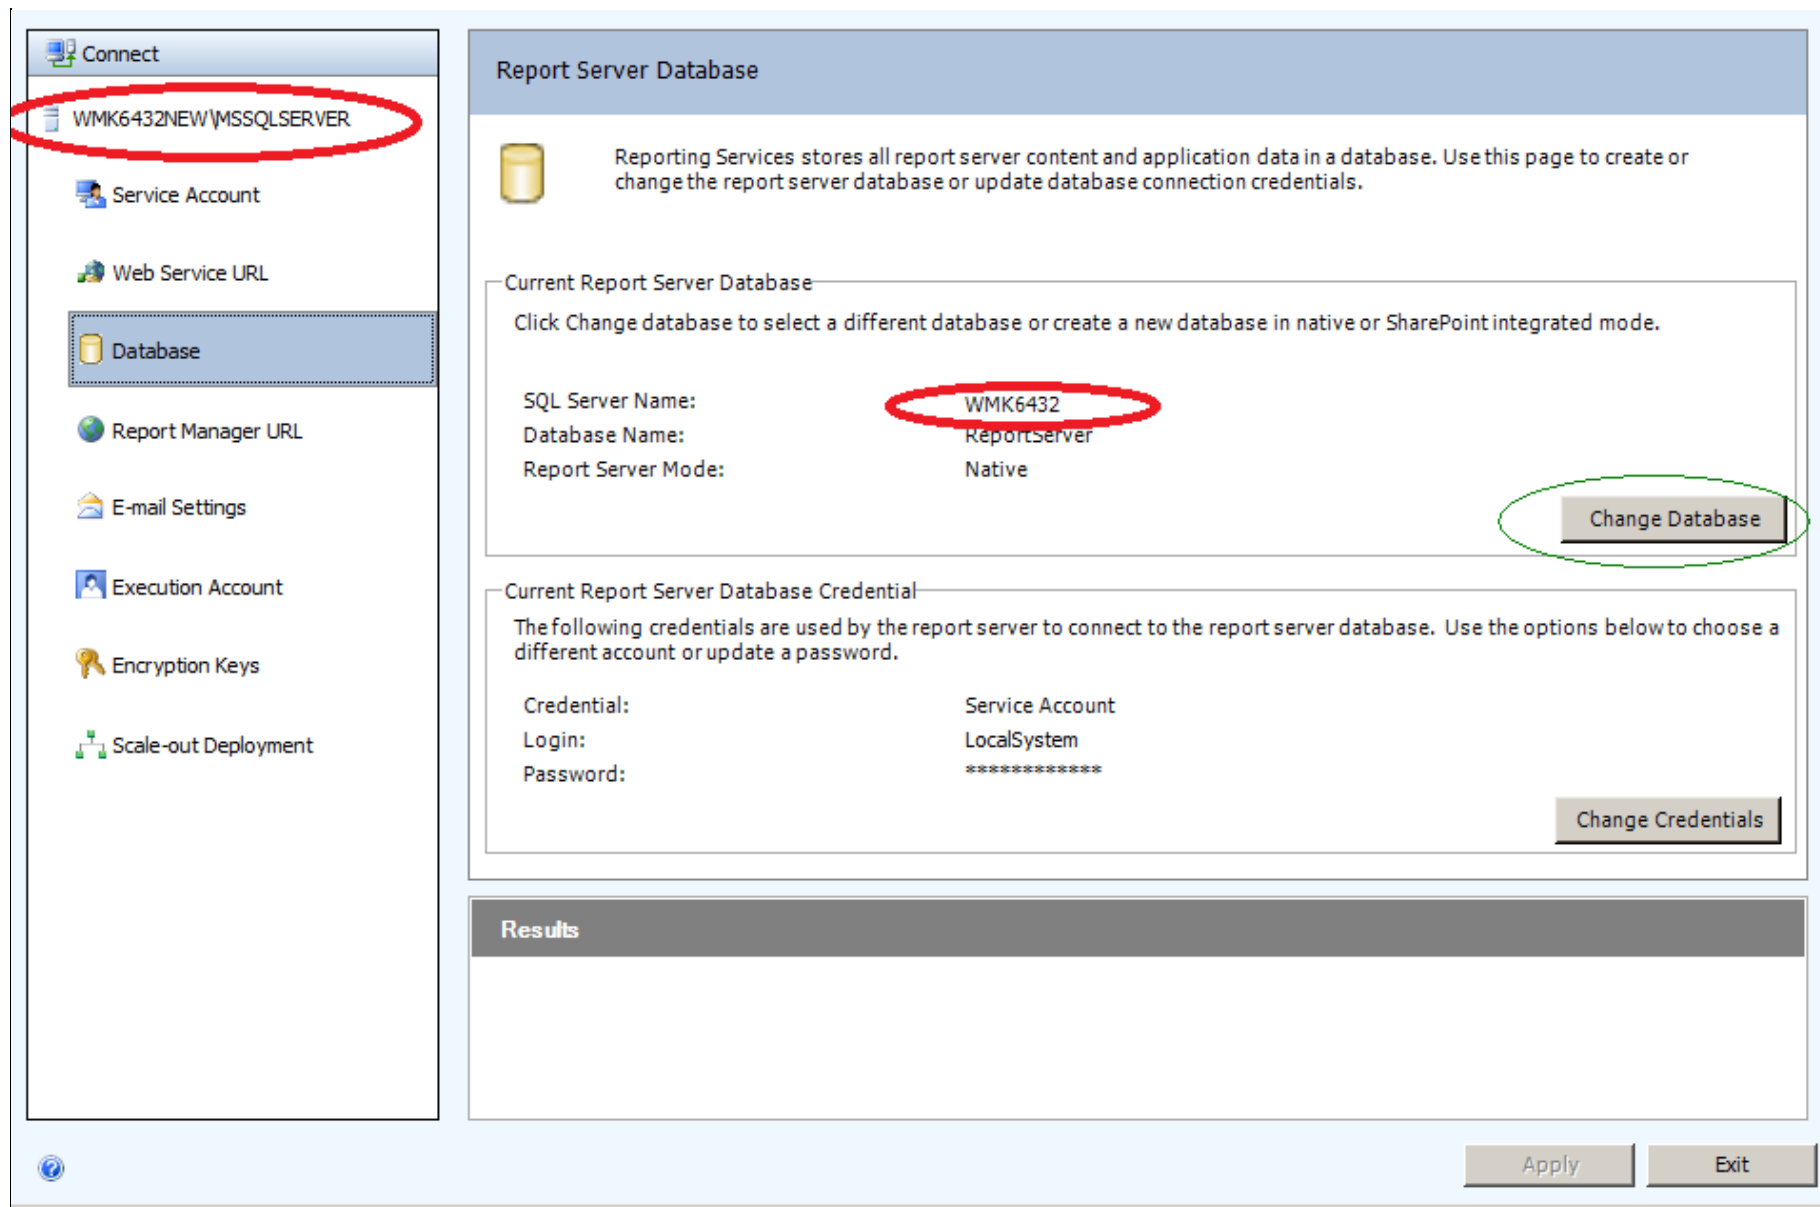 Connect
WMK6432NEW\MSSQLSERVER
Service Account
Web Service URL
Database
Report Manager URL
E-mail Settings
Execution Account
Encryption Keys
Scale-out Deployment
Report Server Database
Reporting Services stores all report server content and application data in a database. Use this page to create or
change the report server database or update database connection credentials.
Current Report Server Database
Click Change database to select a different database or create a new database in native or SharePoint integrated mode.
SQL Server Name: WMK6432
Database Name: ReportServer
Report Server Mode: Native
Change Database
Current Report Server Database Credential
The following credentials are used by the report server to connect to the report server database. Use the options below to choose a
different account or update a password.
Credential: Service Account
Login: LocalSystem
Password: ************
Change Credentials
Results
Apply Exit